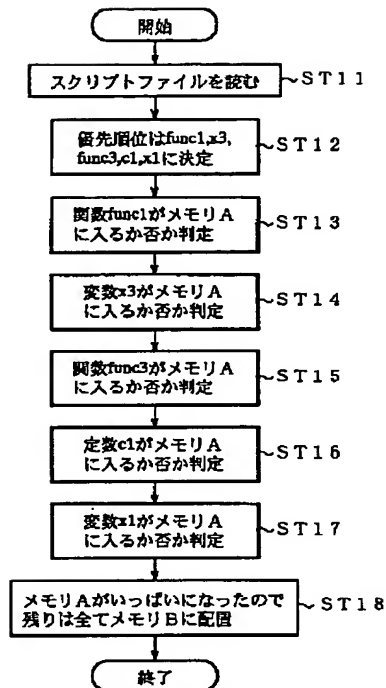 開始
スクリプトファイルを読む ～ST11
優先順位はfunc1,x3,
func3,c1,x1に決定 ～ST12
関数func1がメモリA
に入るか否か判定 ～ST13
変数x3がメモリA
に入るか否か判定 ～ST14
関数func3がメモリA
に入るか否か判定 ～ST15
定数c1がメモリA
に入るか否か判定 ～ST16
変数x1がメモリA
に入るか否か判定 ～ST17
メモリAがいっぱいになったので
残りは全てメモリBに配置 ～ST18
終了